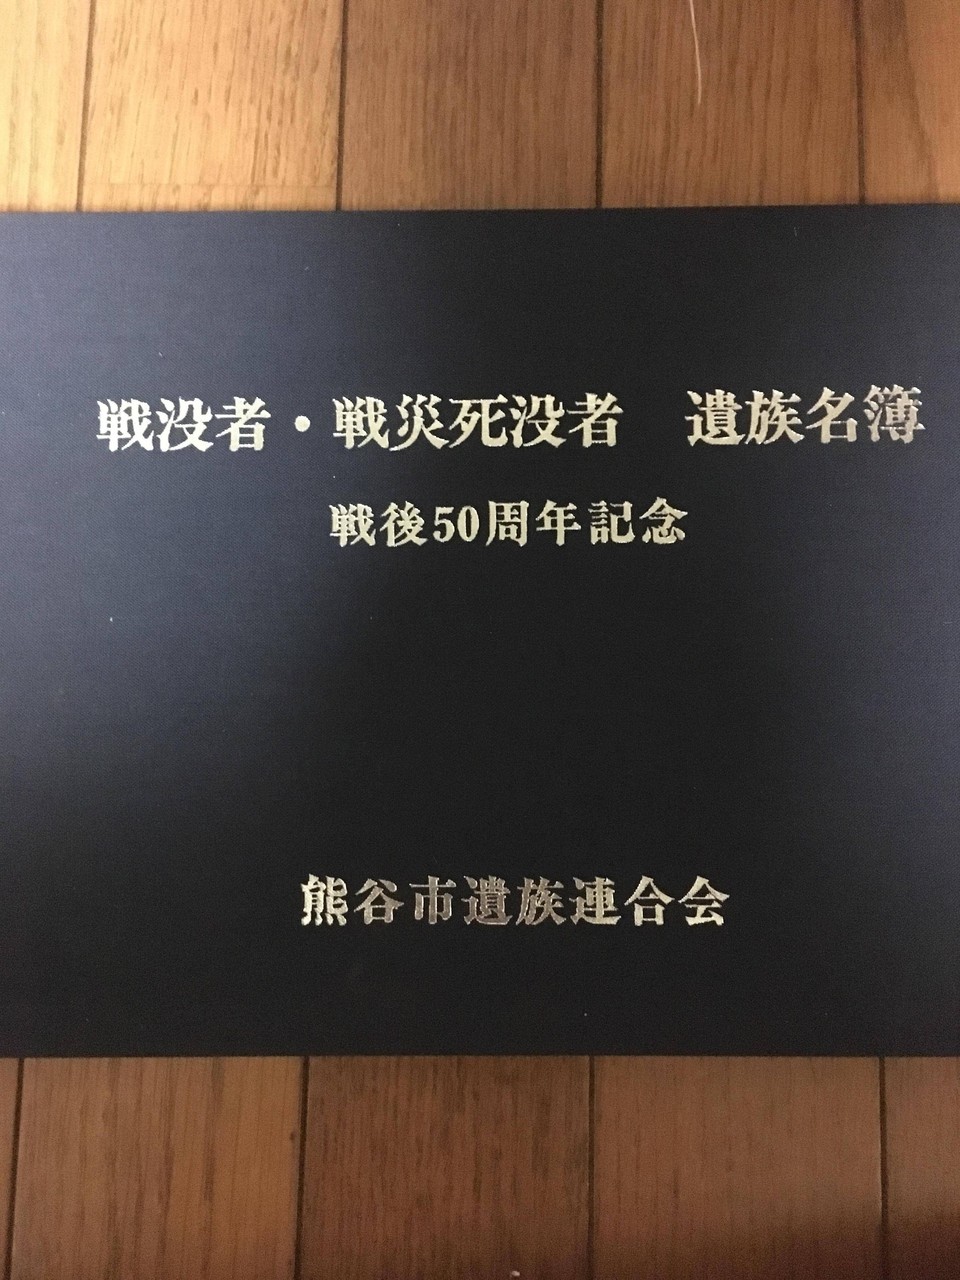 戦没者・戦災死没者　遺族名簿
戦後50周年記念
熊谷市遺族連合会